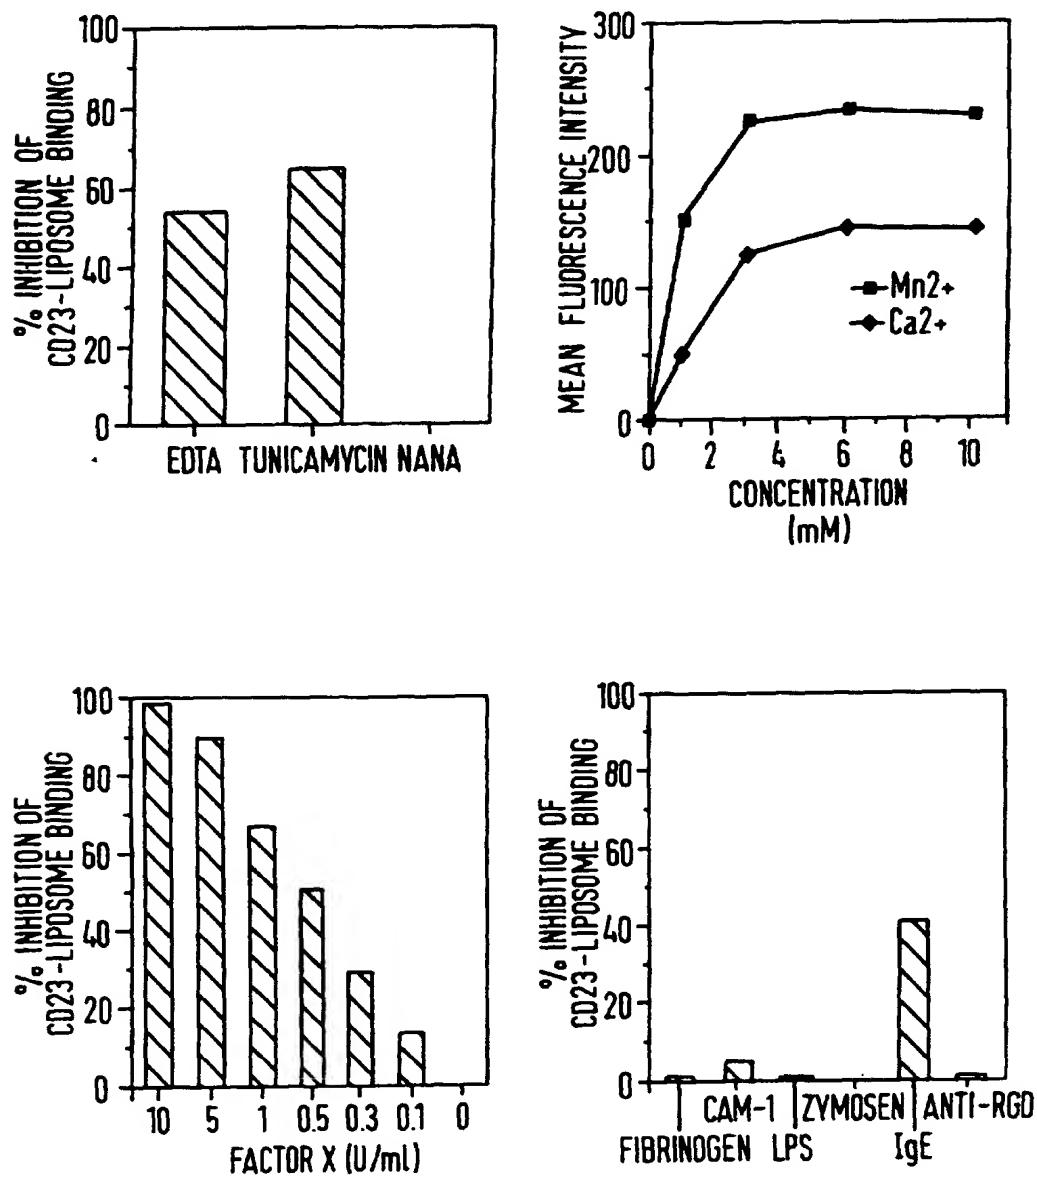 % INHIBITION OF
CD23-LIPOSOME BINDING
100
80
60
40
20
0
EDTA TUNICAMYCIN NANA
MEAN FLUORESCENCE INTENSITY
300
200
100
0
Mn2+
Ca2+
0 2 4 6 8 10
CONCENTRATION
(mM)
% INHIBITION OF
CD23-LIPOSOME BINDING
100
80
60
40
20
0
10 5 1 0.5 0.3 0.1 0
FACTOR X (U/ml)
% INHIBITION OF
CD23-LIPOSOME BINDING
100
80
60
40
20
0
CAM-1 ZYMOSEN ANTI-RGD
FIBRINOGEN LPS IgE